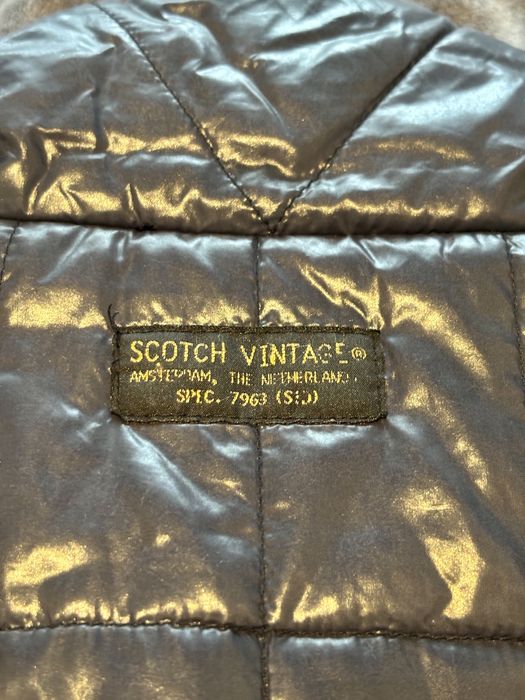 SCOTCH VINTAGE®
AMSTERDAM, THE NETHERLANDS
SPEC. 7963